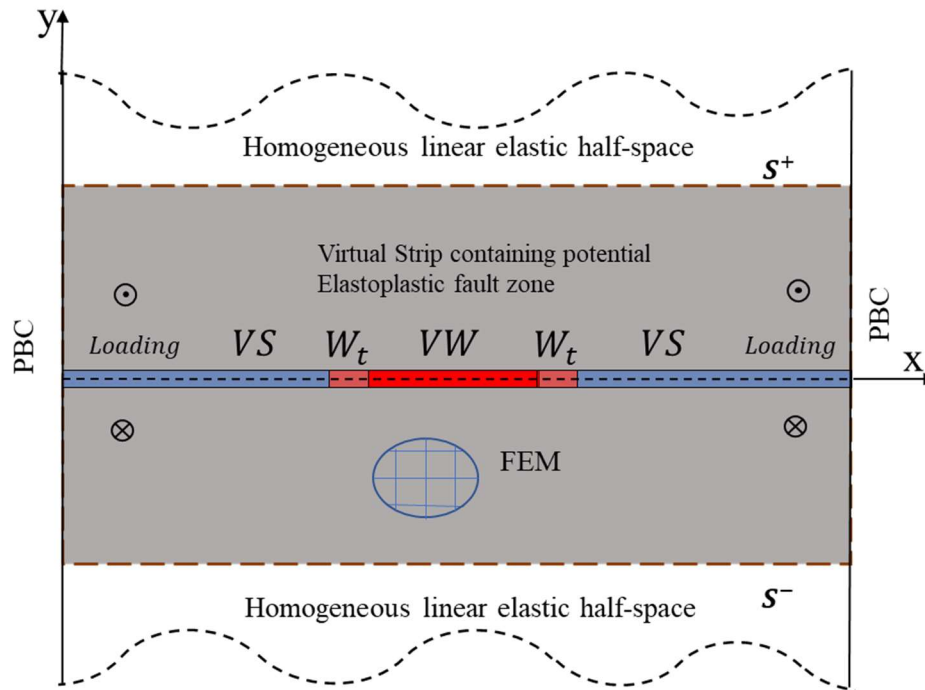 y
Homogeneous linear elastic half-space
S⁺
Virtual Strip containing potential
Elastoplastic fault zone
PBC
PBC
Loading VS Wₜ VW Wₜ VS Loading
X
FEM
S⁻
Homogeneous linear elastic half-space